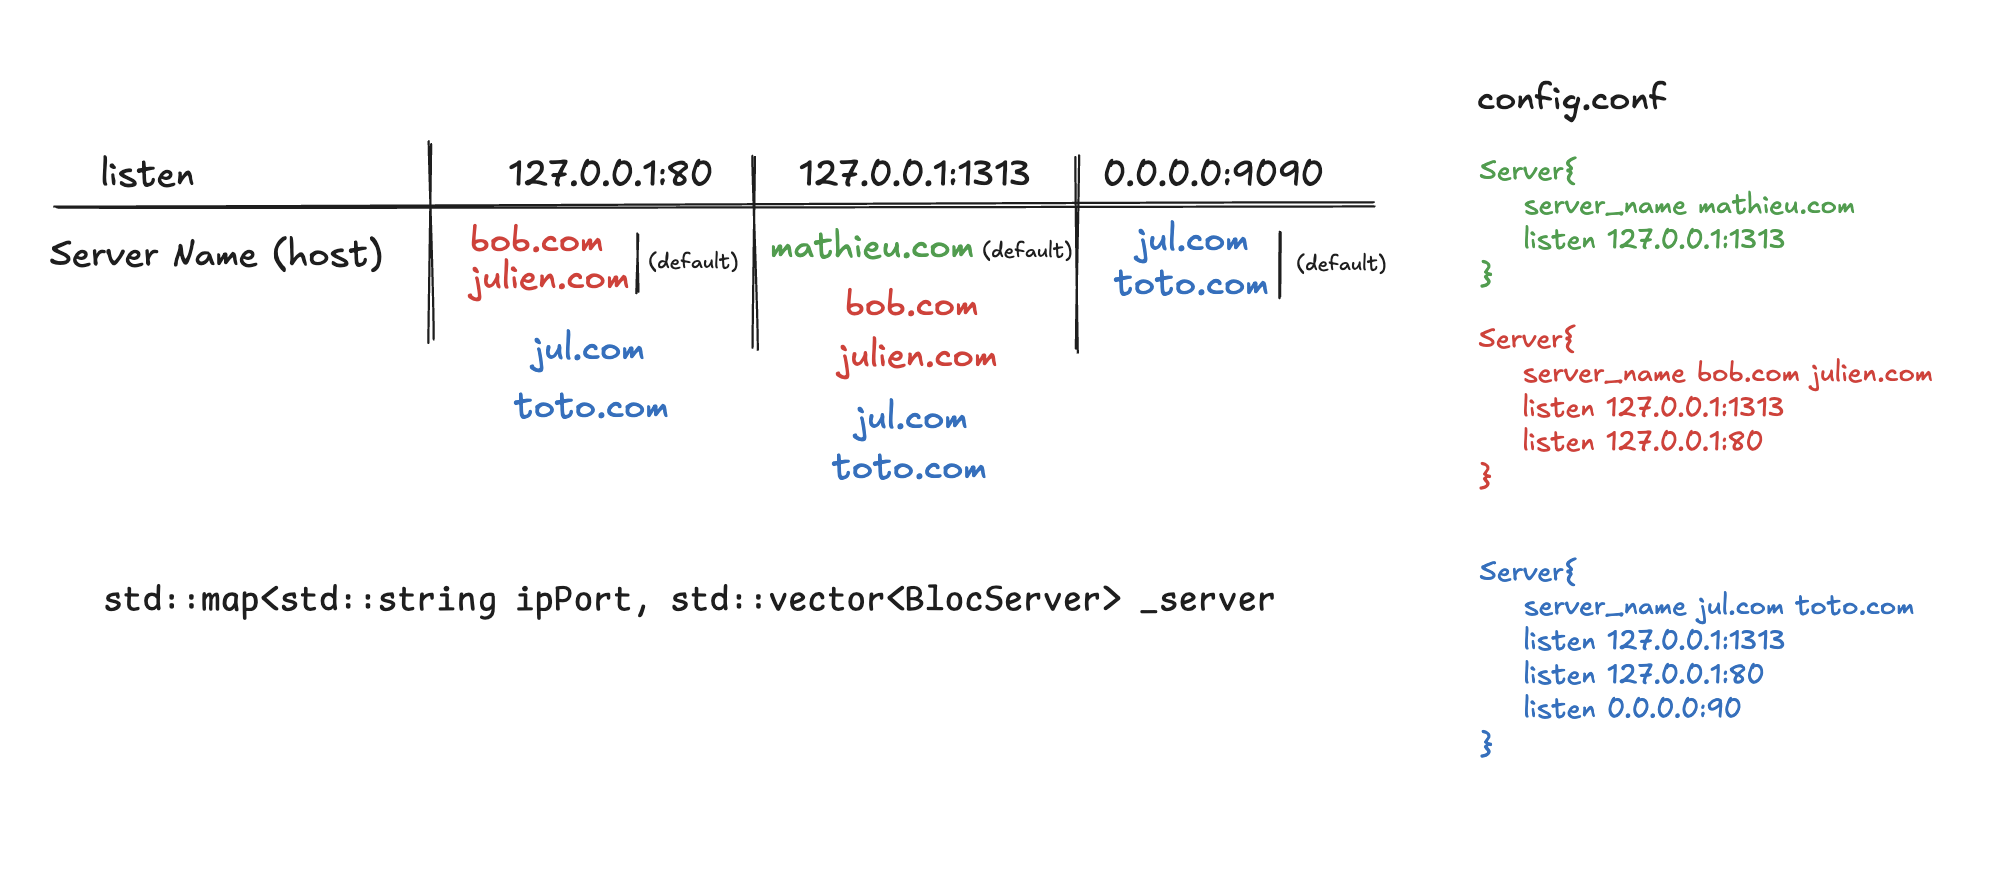 listen 127.0.0.1:80 127.0.0.1:1313 0.0.0.0:9090
Server Name (host)
bob.com
julien.com
(default)
jul.com
toto.com
mathieu.com (default)
bob.com
julien.com
jul.com
toto.com
jul.com
toto.com
(default)
std::map<std::string ipPort, std::vector<BlocServer> _server
config.conf
Server{
server_name mathieu.com
listen 127.0.0.1:1313
}
Server{
server_name bob.com julien.com
listen 127.0.0.1:1313
listen 127.0.0.1:80
}
Server{
server_name jul.com toto.com
listen 127.0.0.1:1313
listen 127.0.0.1:80
listen 0.0.0.0:90
}